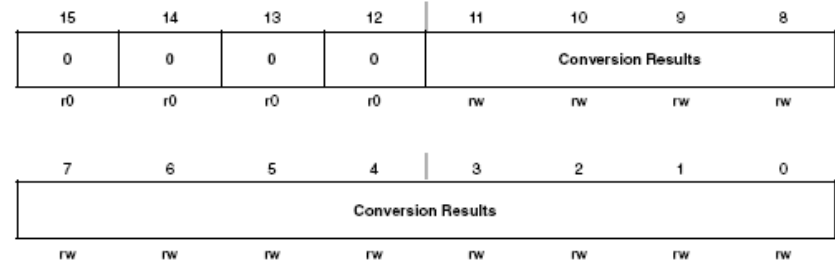 15 14 13 12 11 10 9 8
0 0 0 0 Conversion Results
r0 r0 r0 r0 rw rw rw rw
7 6 5 4 3 2 1 0
Conversion Results
rw rw rw rw rw rw rw rw